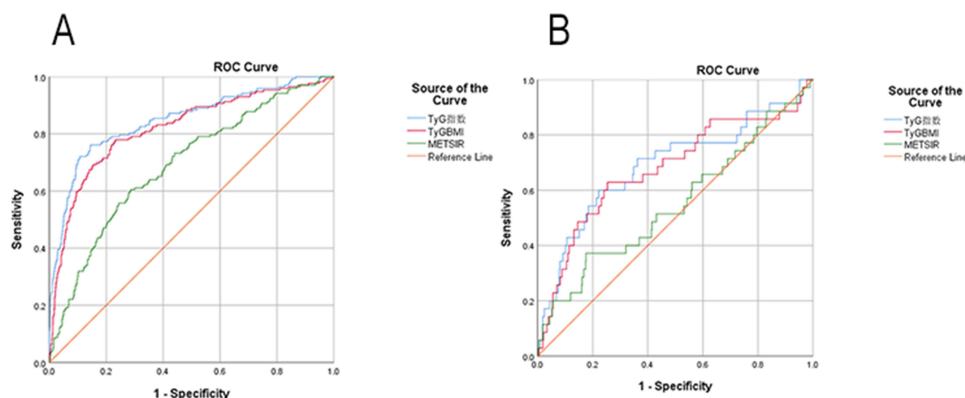 A
ROC Curve
Sensitivity
1.0
0.8
0.6
0.4
0.2
0.0
0.0 0.2 0.4 0.6 0.8 1.0
1 - Specificity
Source of the
Curve
TyG指数
TyGBMI
METSIR
Reference Line
B
ROC Curve
Sensitivity
1.0
0.8
0.6
0.4
0.2
0.0
0.0 0.2 0.4 0.6 0.8 1.0
1 - Specificity
Source of the
Curve
TyG指数
TyGBMI
METSIR
Reference Line